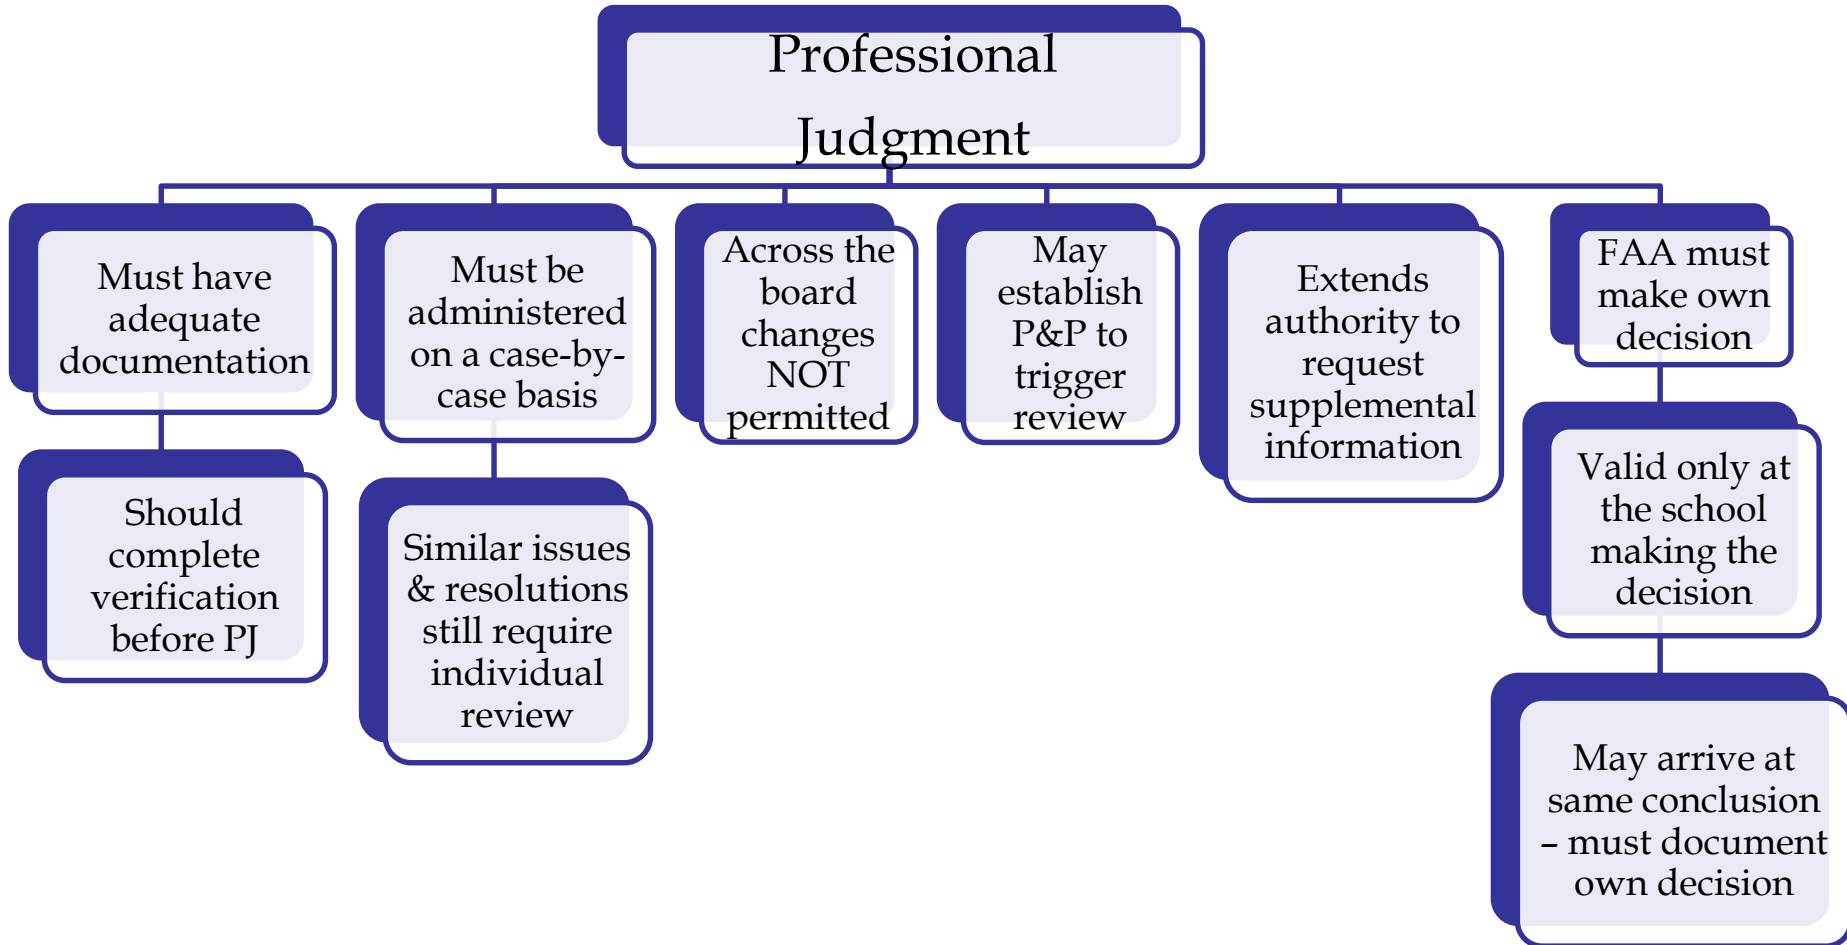 Professional
Judgment
Must have
adequate
documentation
Should
complete
verification
before PJ
Must be
administered
on a case-by-
case basis
Similar issues
& resolutions
still require
individual
review
Across the
board
changes
NOT
permitted
May
establish
P&P to
trigger
review
Extends
authority to
request
supplemental
information
FAA must
make own
decision
Valid only at
the school
making the
decision
May arrive at
same conclusion
– must document
own decision